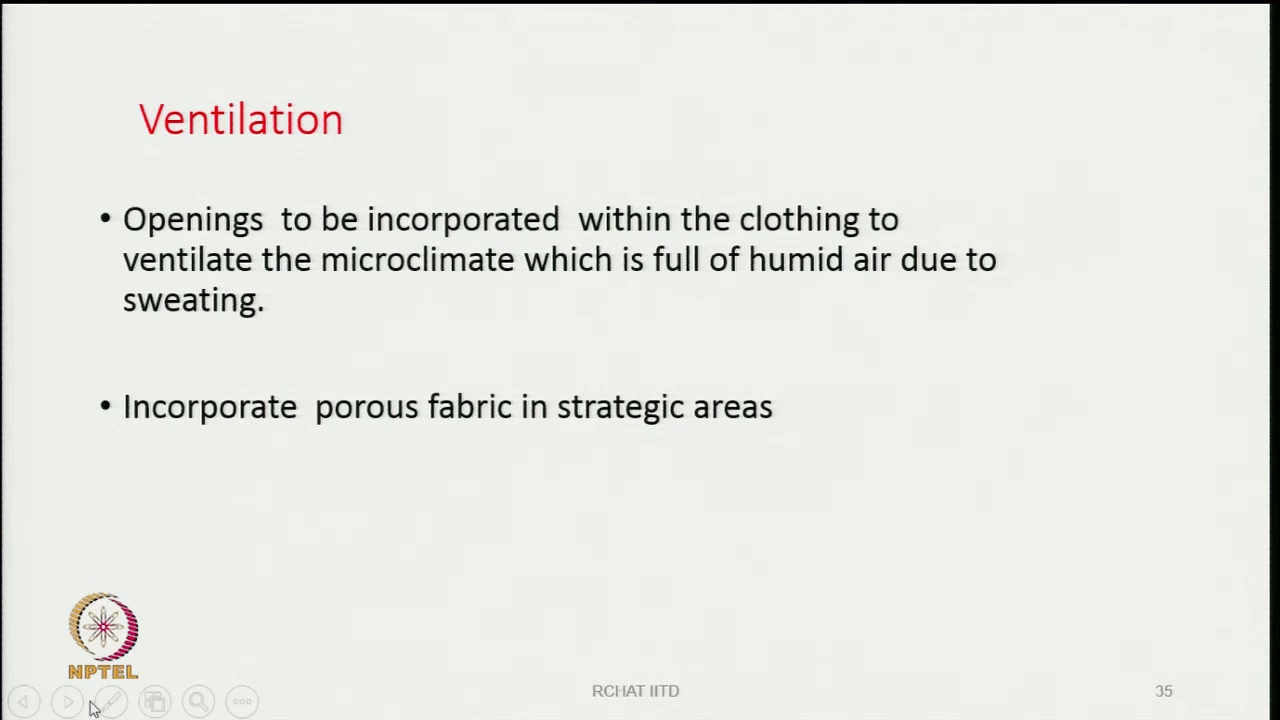 Ventilation
• Openings to be incorporated within the clothing to
ventilate the microclimate which is full of humid air due to
sweating.
• Incorporate porous fabric in strategic areas
NPTEL
RCHAT IITD
35